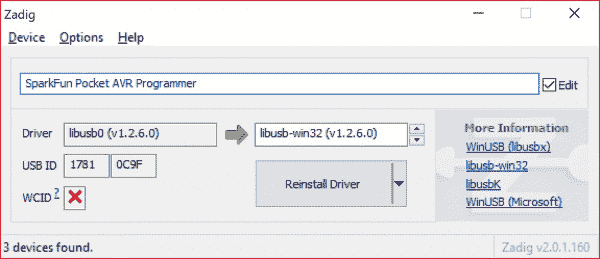 Zadig
Device Options Help
SparkFun Pocket AVR Programmer
Edit
Driver libusb0 (v1.2.6.0) libusb-win32 (v1.2.6.0)
USB ID 1781 0C9F
WCID ?
Reinstall Driver
More Information
WinUSB (libusbx)
libusb-win32
libusbK
WinUSB (Microsoft)
3 devices found.
Zadig v2.0.1.160